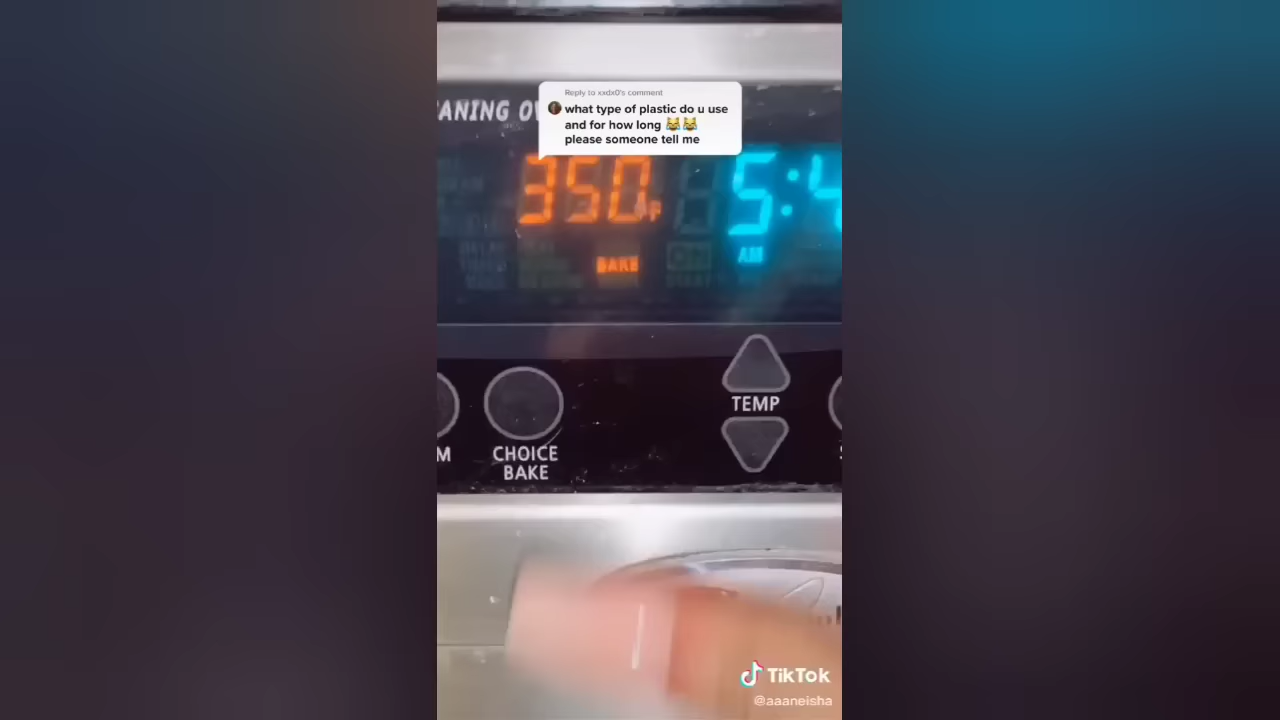 Reply to xxdx0's comment
what type of plastic do u use
and for how long 😹😹
please someone tell me
ANING OV
350°F
5:4
BAKE
AM
TEMP
M
CHOICE
BAKE
TikTok
@aaaneisha